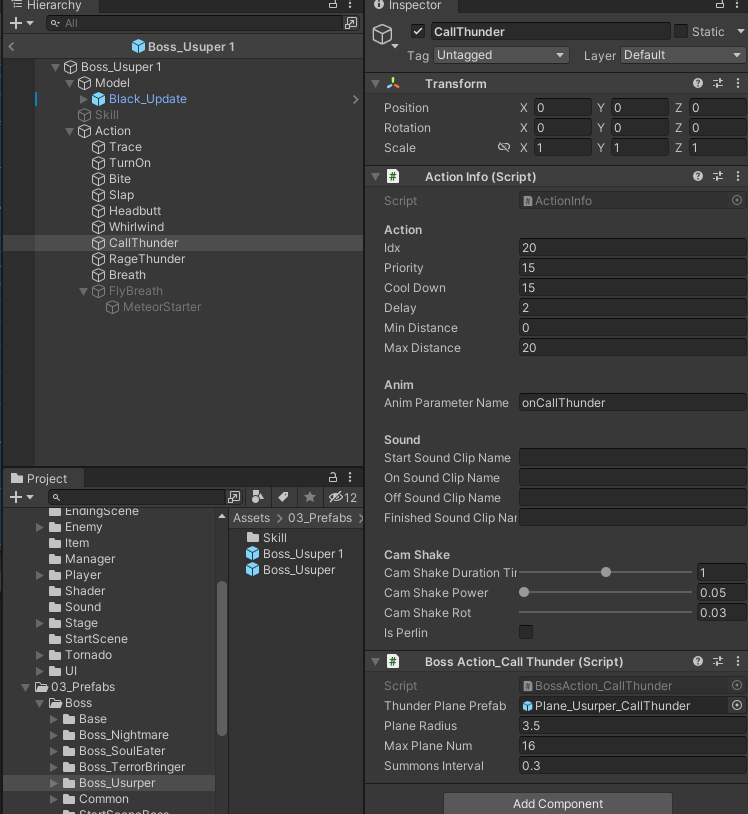 Hierarchy
All
Boss_Usuper 1
Boss_Usuper 1
Model
Black_Update
Skill
Action
Trace
TurnOn
Bite
Slap
Headbutt
Whirlwind
CallThunder
RageThunder
Breath
FlyBreath
MeteorStarter
Project
12
EndingScene
Enemy
Item
Manager
Player
Shader
Sound
Stage
StartScene
Tornado
UI
03_Prefabs
Boss
Base
Boss_Nightmare
Boss_SoulEater
Boss_TerrorBringer
Boss_Usurper
Common
StartSceneBoss
Assets > 03_Prefabs >
Skill
Boss_Usuper 1
Boss_Usuper
Inspector
CallThunder Static
Tag Untagged Layer Default
Transform
Position X 0 Y 0 Z 0
Rotation X 0 Y 0 Z 0
Scale X 1 Y 1 Z 1
# Action Info (Script)
Script # ActionInfo
Action
Idx 20
Priority 15
Cool Down 15
Delay 2
Min Distance 0
Max Distance 20
Anim
Anim Parameter Name onCallThunder
Sound
Start Sound Clip Name
On Sound Clip Name
Off Sound Clip Name
Finished Sound Clip Nar
Cam Shake
Cam Shake Duration Tir 1
Cam Shake Power 0.05
Cam Shake Rot 0.03
Is Perlin
# Boss Action_Call Thunder (Script)
Script # BossAction_CallThunder
Thunder Plane Prefab Plane_Usurper_CallThunder
Plane Radius 3.5
Max Plane Num 16
Summons Interval 0.3
Add Component